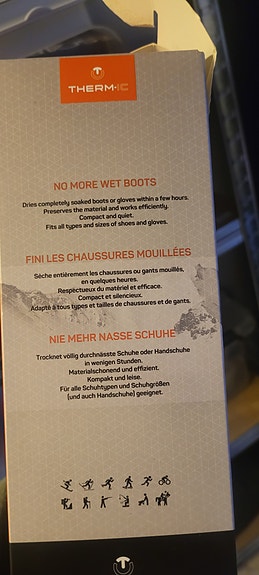 THERM-IC
NO MORE WET BOOTS
Dries completely soaked boots or gloves within a few hours.
Preserves the material and works efficiently.
Compact and quiet.
Fits all types and sizes of shoes and gloves.
FINI LES CHAUSSURES MOUILLÉES
Sèche entièrement les chaussures ou gants mouillés,
en quelques heures.
Respectueux du matériel et efficace.
Compact et silencieux.
Adapté à tous types et tailles de chaussures et de gants.
NIE MEHR NASSE SCHUHE
Trocknet völlig durchnässte Schuhe oder Handschuhe
in wenigen Stunden.
Materialschonend und effizient.
Kompakt und leise.
Für alle Schuhtypen und Schuhgrößen
(und auch Handschuhe) geeignet.